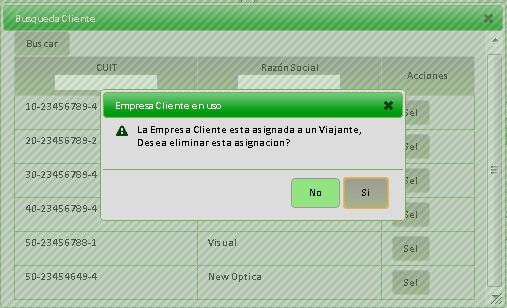 Busqueda Cliente
Buscar
CUIT
Razón Social
Acciones
10-23456789-4
Sel
20-23456789-2
Sel
30-23456789-4
Sel
40-23456789-4
Sel
50-23456788-1
Visual
Sel
50-23454649-4
New Optica
Sel
Empresa Cliente en uso
La Empresa Cliente esta asignada a un Viajante,
Desea eliminar esta asignacion?
No
Si